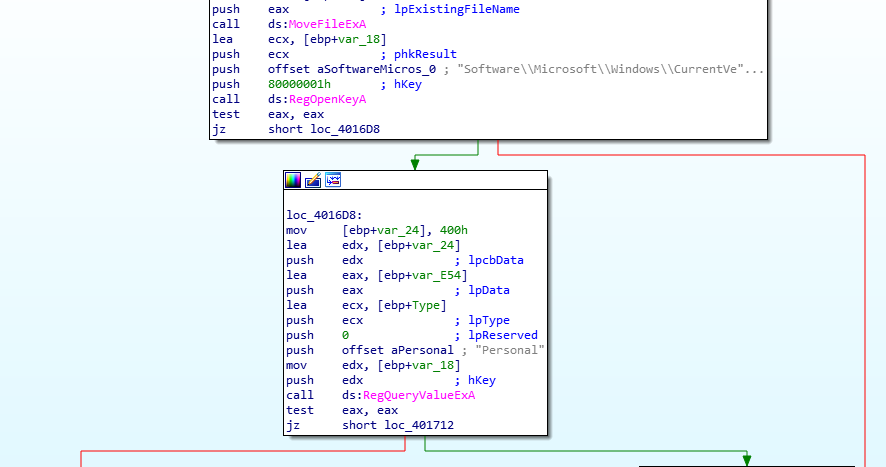 push    eax             ; lpExistingFileName
call    ds:MoveFileExA
lea     ecx, [ebp+var_18]
push    ecx             ; phkResult
push    offset aSoftwareMicros_0 ; "Software\\Microsoft\\Windows\\CurrentVe"...
push    80000001h       ; hKey
call    ds:RegOpenKeyA
test    eax, eax
jz      short loc_4016D8
loc_4016D8:
mov     [ebp+var_24], 400h
lea     edx, [ebp+var_24]
push    edx             ; lpcbData
lea     eax, [ebp+var_E54]
push    eax             ; lpData
lea     ecx, [ebp+Type]
push    ecx             ; lpType
push    0               ; lpReserved
push    offset aPersonal ; "Personal"
mov     edx, [ebp+var_18]
push    edx             ; hKey
call    ds:RegQueryValueExA
test    eax, eax
jz      short loc_401712